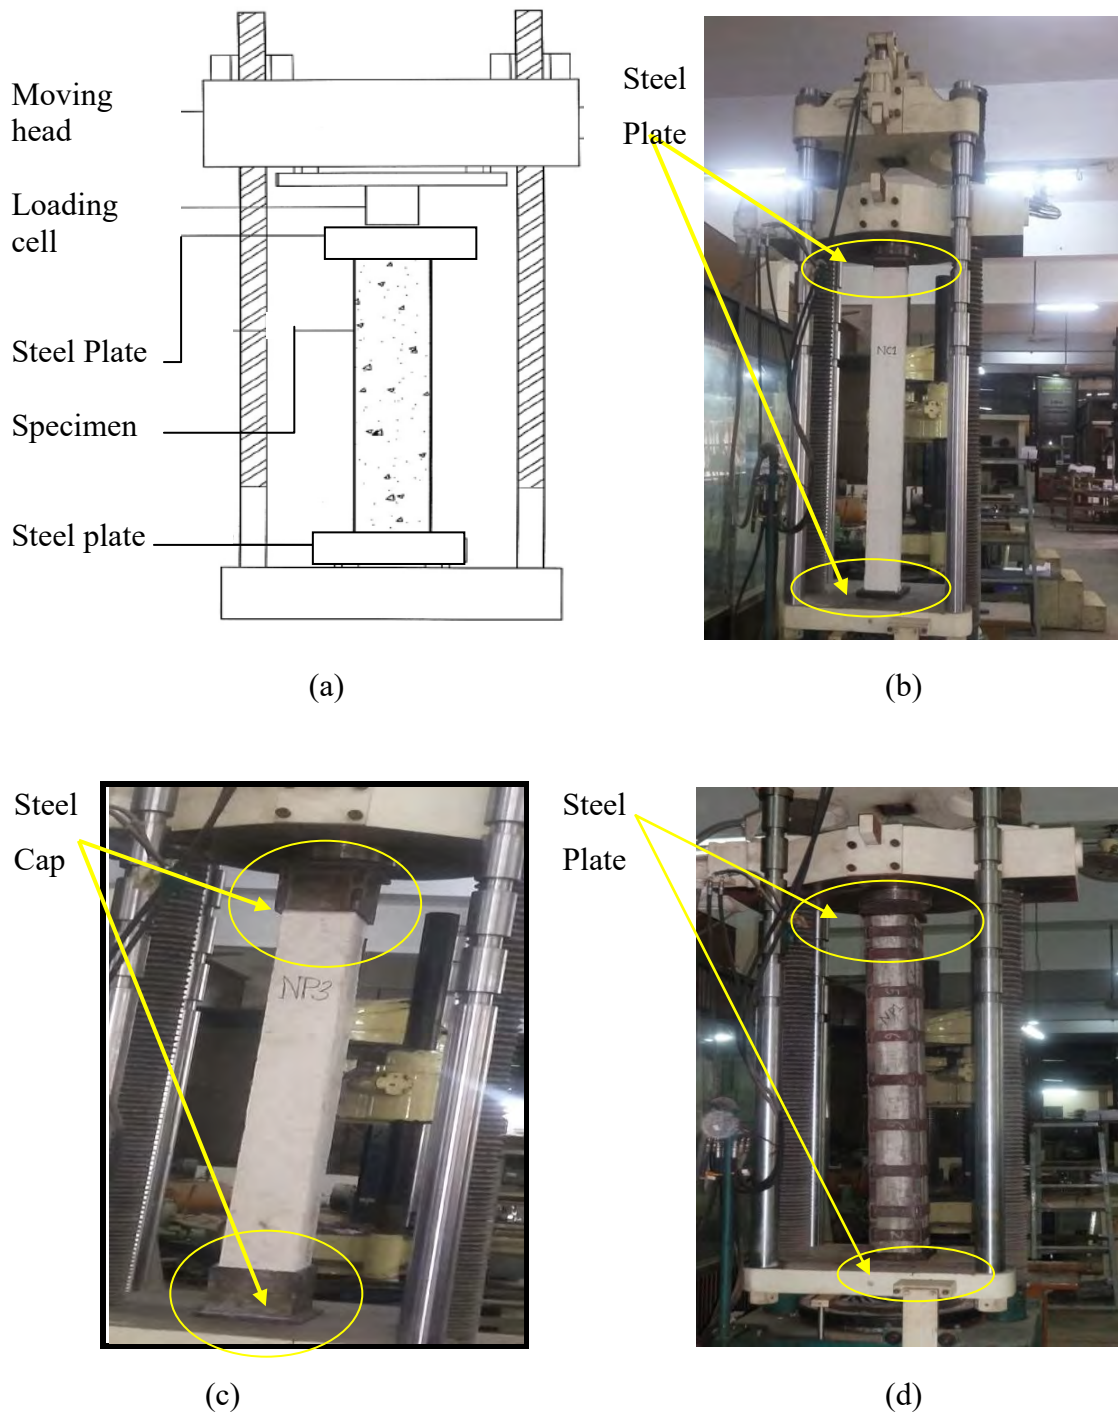 Moving
head
Loading
cell
Steel Plate
Specimen
Steel plate
(a)
Steel
Plate
NC1
(b)
Steel
Cap
NP3
(c)
Steel
Plate
(d)